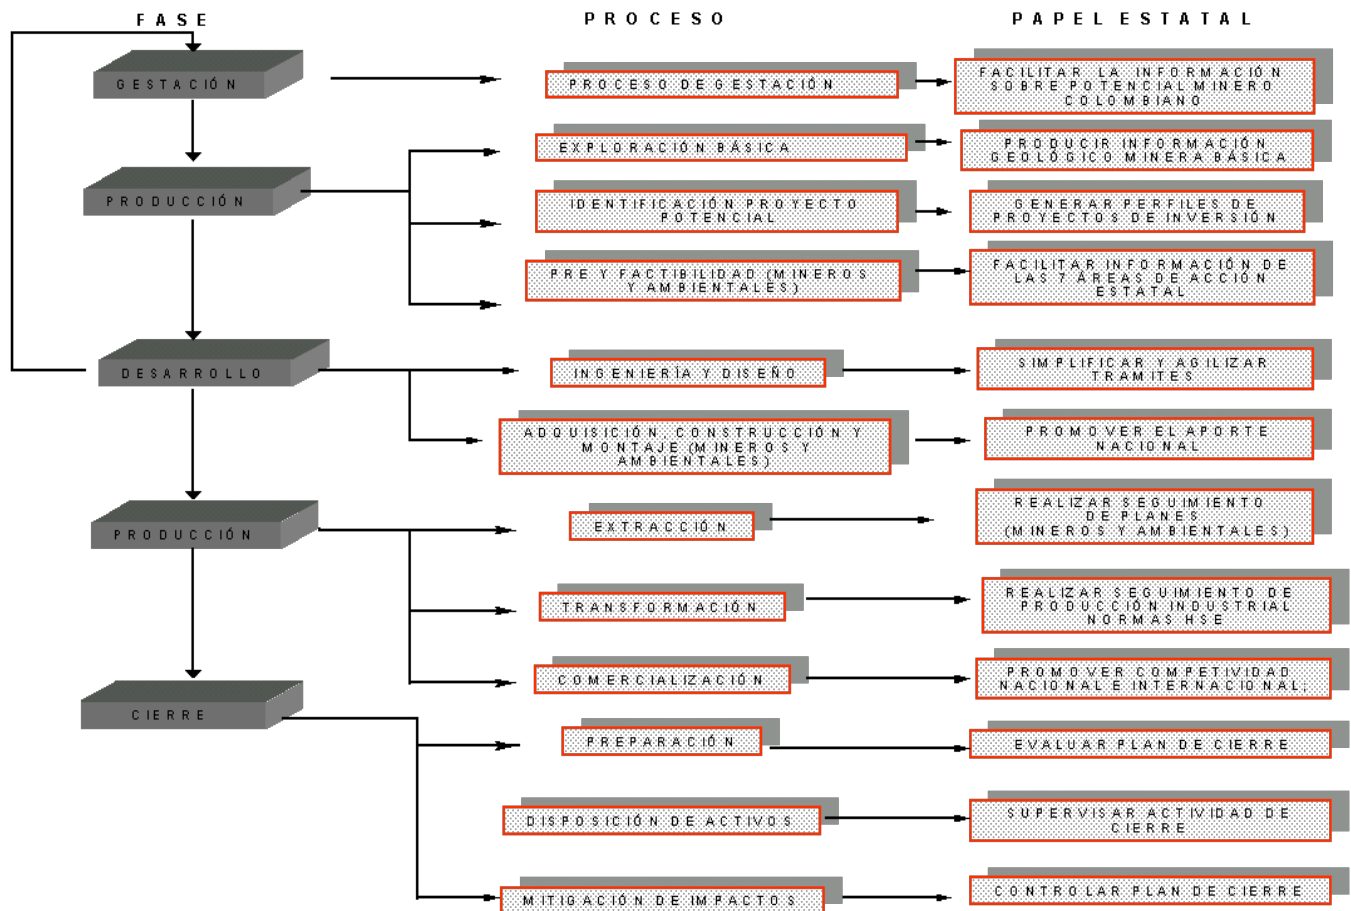 FASE
PROCESO
PAPEL ESTATAL
GESTACIÓN
PROCESO DE GESTACIÓN
FACILITAR LA INFORMACIÓN
SOBRE POTENCIAL MINERO
COLOMBIANO
PRODUCCIÓN
EXPLORACIÓN BÁSICA
PRODUCIR INFORMACIÓN
GEOLÓGICO MINERA BÁSICA
IDENTIFICACIÓN PROYECTO
POTENCIAL
GENERAR PERFILES DE
PROYECTOS DE INVERSIÓN
PRE Y FACTIBILIDAD (MINEROS
Y AMBIENTALES)
FACILITAR INFORMACIÓN DE
LAS 7 ÁREAS DE ACCIÓN
ESTATAL
DESARROLLO
INGENIERÍA Y DISEÑO
SIMPLIFICAR Y AGILIZAR
TRAMITES
ADQUISICIÓN, CONSTRUCCIÓN Y
MONTAJE (MINEROS Y
AMBIENTALES)
PROMOVER EL APORTE
NACIONAL
PRODUCCIÓN
EXTRACCIÓN
REALIZAR SEGUIMIENTO
DE PLANES
(MINEROS Y AMBIENTALES)
TRANSFORMACIÓN
REALIZAR SEGUIMIENTO DE
PRODUCCIÓN INDUSTRIAL
NORMAS HSE
COMERCIALIZACIÓN
PROMOVER COMPETIVIDAD
NACIONAL E INTERNACIONAL;
CIERRE
PREPARACIÓN
EVALUAR PLAN DE CIERRE
DISPOSICIÓN DE ACTIVOS
SUPERVISAR ACTIVIDAD DE
CIERRE
MITIGACIÓN DE IMPACTOS
CONTROLAR PLAN DE CIERRE